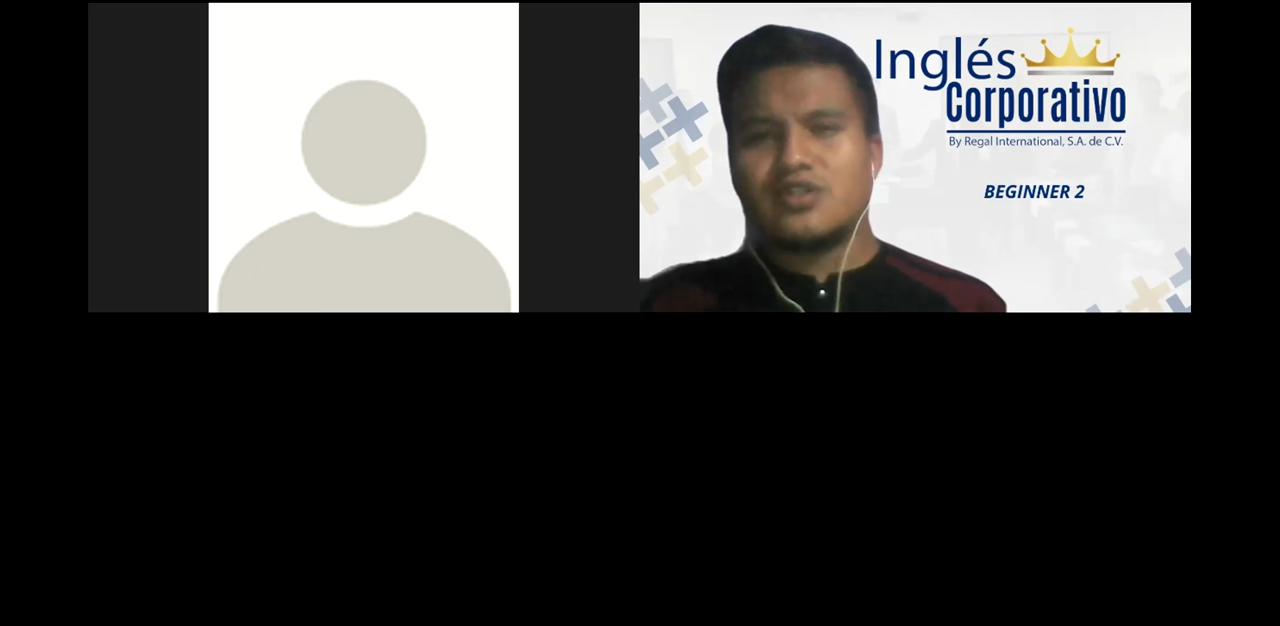 Inglés
Corporativo
By Regal International, S.A. de C.V.
BEGINNER 2